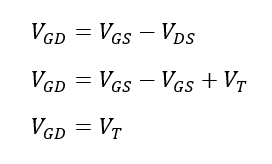 V_GD = V_GS − V_DS
V_GD = V_GS − V_GS + V_T
V_GD = V_T